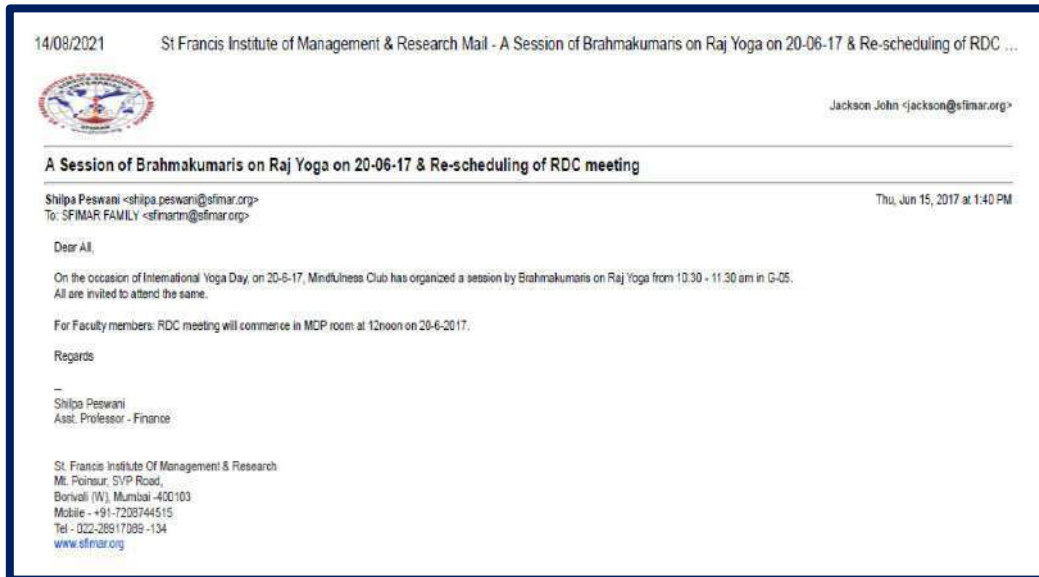 14/08/2021 St Francis Institute of Management & Research Mail - A Session of Brahmakumaris on Raj Yoga on 20-06-17 & Re-scheduling of RDC ...
SFIMAR
Jackson John <jackson@sfimar.org>
A Session of Brahmakumaris on Raj Yoga on 20-06-17 & Re-scheduling of RDC meeting
Shilpa Peswani <shilpa.peswani@sfimar.org> Thu, Jun 15, 2017 at 1:40 PM
To: SFIMAR FAMILY <sfimartm@sfimar.org>
Dear All,
On the occasion of International Yoga Day, on 20-6-17, Mindfulness Club has organized a session by Brahmakumaris on Raj Yoga from 10.30 - 11.30 am in G-05.
All are invited to attend the same.
For Faculty members: RDC meeting will commence in MDP room at 12noon on 20-6-2017.
Regards
--
Shilpa Peswani
Asst. Professor - Finance
St. Francis Institute Of Management & Research
Mt. Poinsur, SVP Road,
Borivali (W), Mumbai -400103
Mobile - +91-7208744515
Tel - 022-28917089 -134
www.sfimar.org